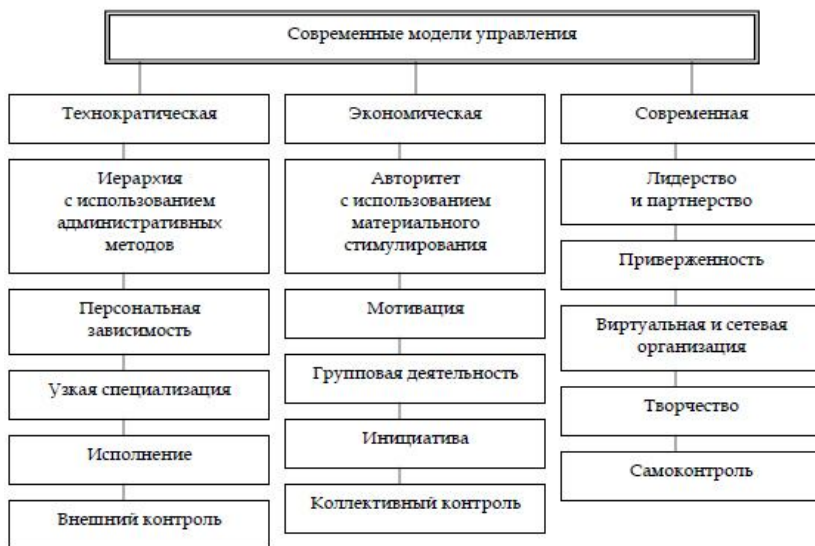 Современные модели управления
Технократическая
Иерархия
с использованием
административных
методов
Персональная
зависимость
Узкая специализация
Исполнение
Внешний контроль
Экономическая
Авторитет
с использованием
материального
стимулирования
Мотивация
Групповая деятельность
Инициатива
Коллективный контроль
Современная
Лидерство
и партнерство
Приверженность
Виртуальная и сетевая
организация
Творчество
Самоконтроль